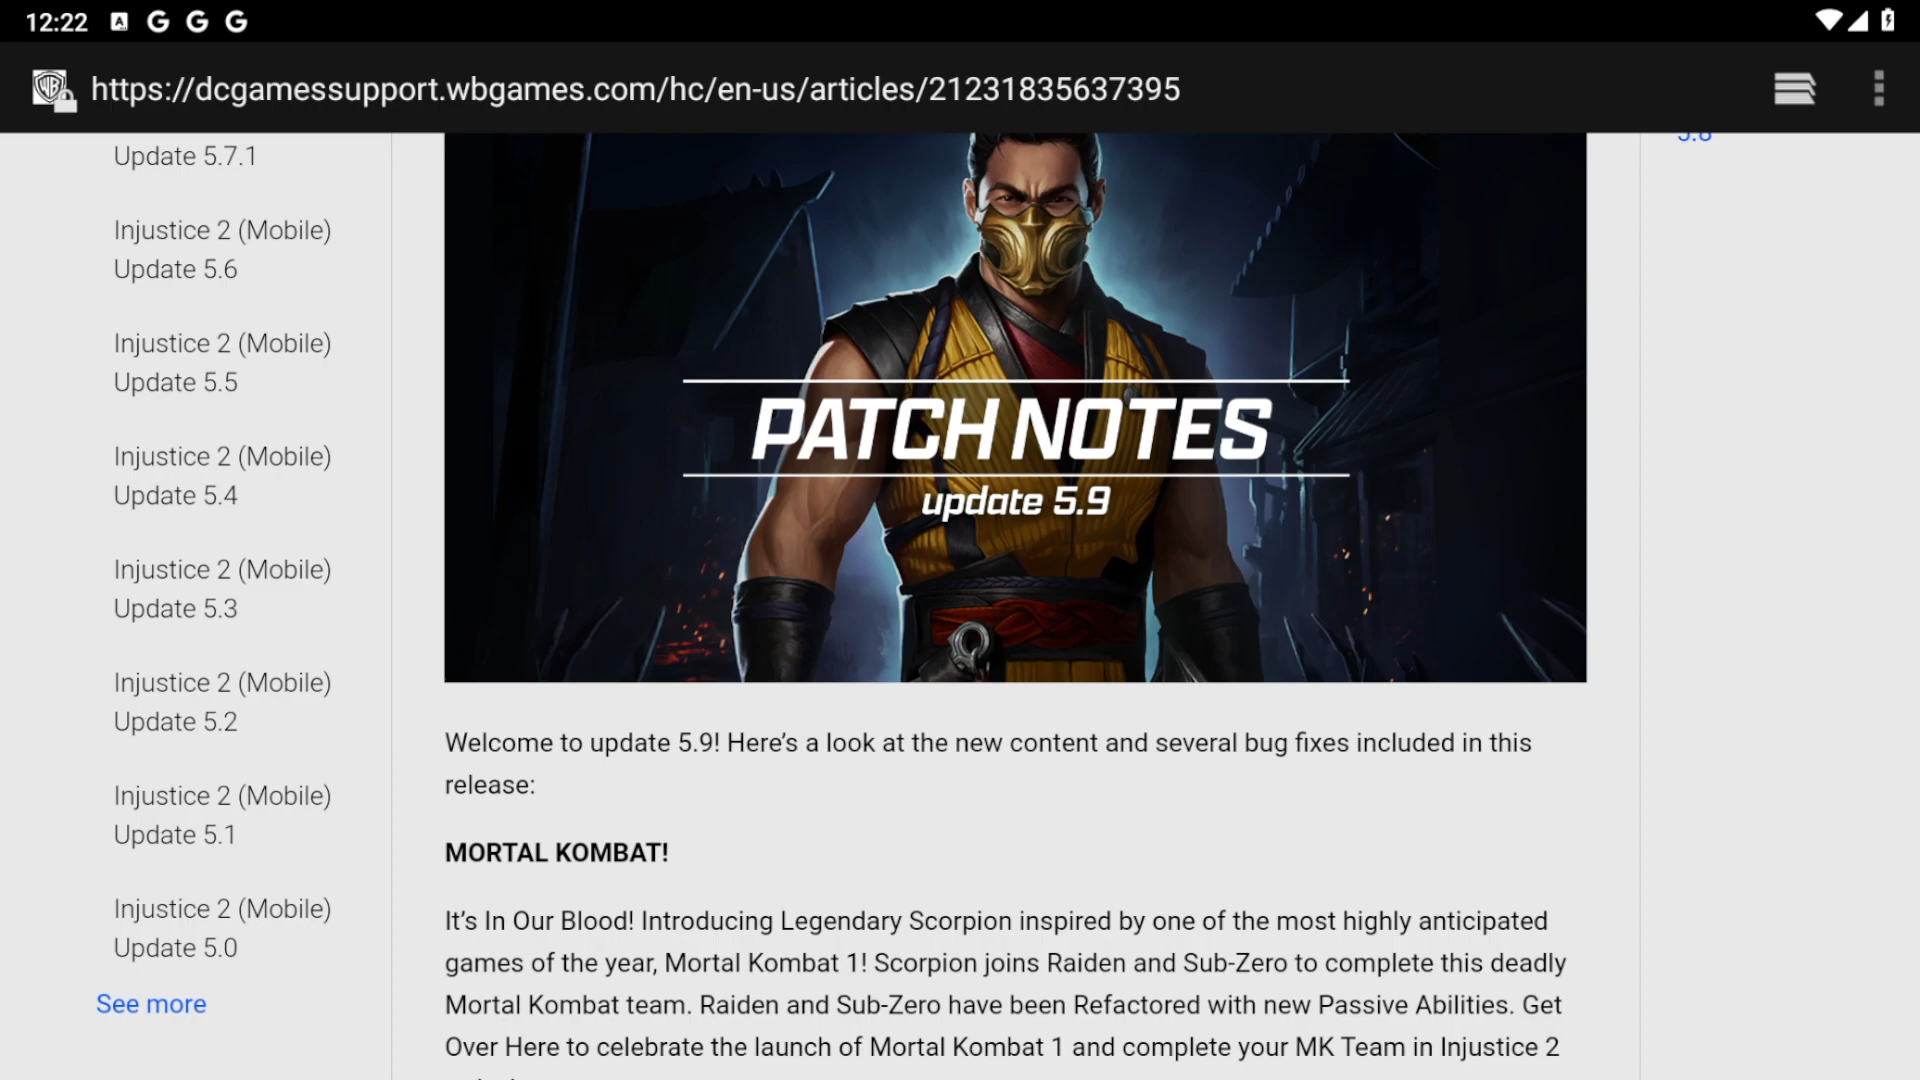 12:22
https://dcgamessupport.wbgames.com/hc/en-us/articles/21231835637395
Update 5.7.1
Injustice 2 (Mobile)
Update 5.6
Injustice 2 (Mobile)
Update 5.5
Injustice 2 (Mobile)
Update 5.4
Injustice 2 (Mobile)
Update 5.3
Injustice 2 (Mobile)
Update 5.2
Injustice 2 (Mobile)
Update 5.1
Injustice 2 (Mobile)
Update 5.0
See more
PATCH NOTES
update 5.9
Welcome to update 5.9! Here’s a look at the new content and several bug fixes included in this
release:
MORTAL KOMBAT!
It’s In Our Blood! Introducing Legendary Scorpion inspired by one of the most highly anticipated
games of the year, Mortal Kombat 1! Scorpion joins Raiden and Sub-Zero to complete this deadly
Mortal Kombat team. Raiden and Sub-Zero have been Refactored with new Passive Abilities. Get
Over Here to celebrate the launch of Mortal Kombat 1 and complete your MK Team in Injustice 2
5.8